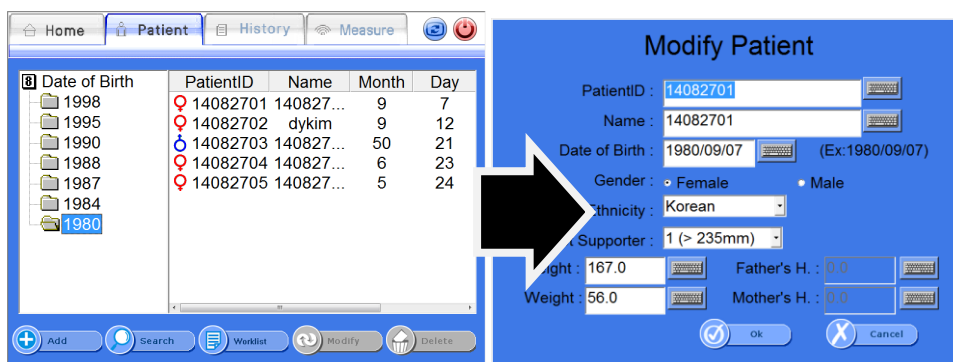 Home Patient History Measure
Date of Birth
1998
1995
1990
1988
1987
1984
1980
PatientID Name Month Day
14082701 140827... 9 7
14082702 dykim 9 12
14082703 140827... 50 21
14082704 140827... 6 23
14082705 140827... 5 24
Add Search Worklist Modify Delete
Modify Patient
PatientID : 14082701
Name : 14082701
Date of Birth : 1980/09/07 (Ex:1980/09/07)
Gender : Female Male
Ethnicity : Korean
Supporter : 1 (> 235mm)
ight : 167.0 Father's H. : 0.0
Weight : 56.0 Mother's H. : 0.0
Ok Cancel